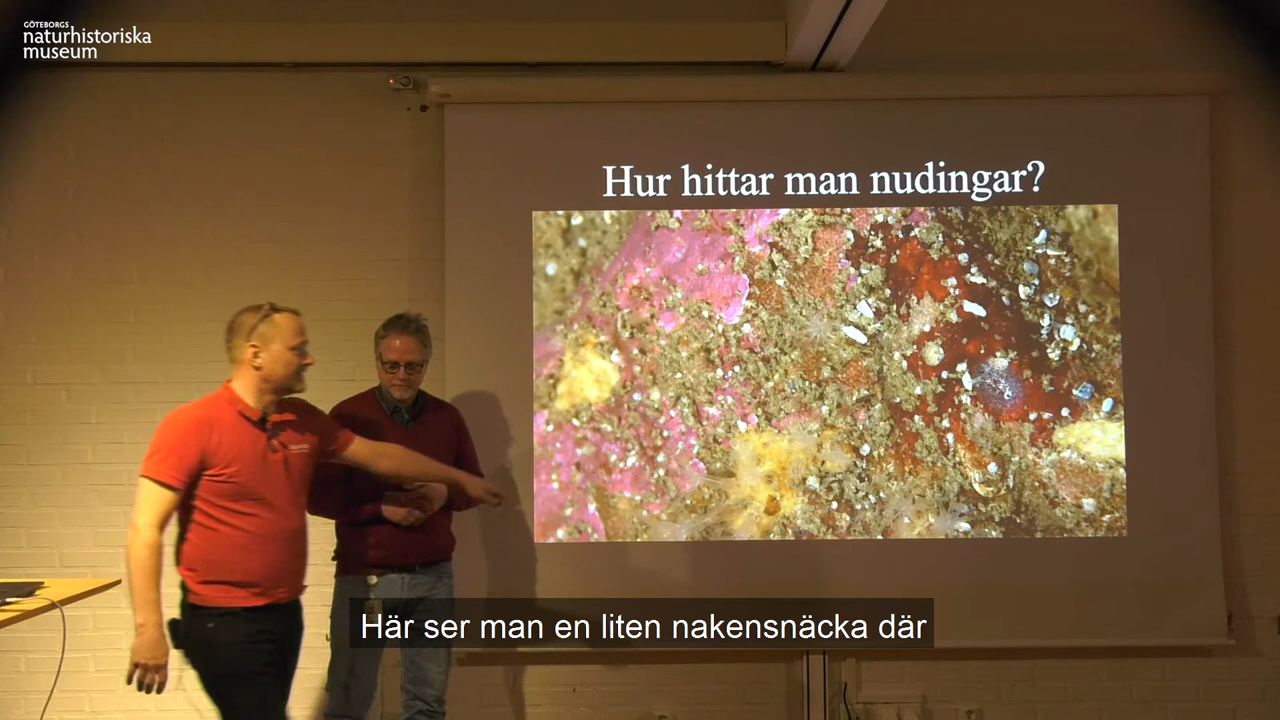 GÖTEBORGS
naturhistoriska
museum
Hur hittar man nudingar?
Här ser man en liten nakensnäcka där